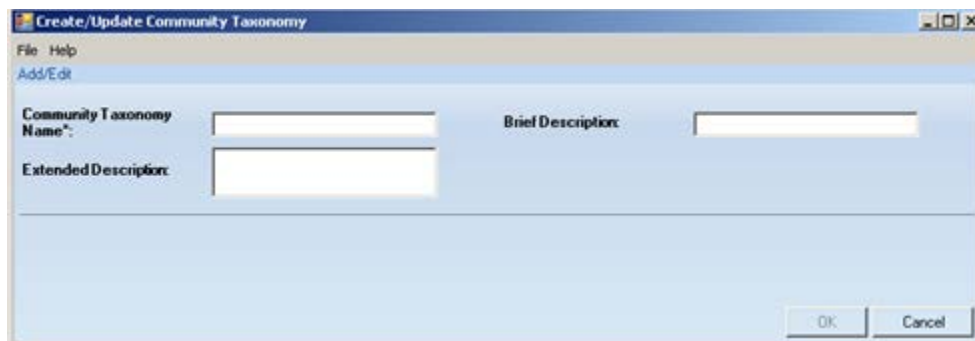 Create/Update Community Taxonomy
File Help
Add/Edit
Community Taxonomy
Name*:
Brief Description:
Extended Description:
OK Cancel